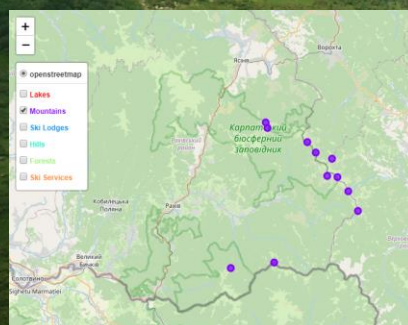 +
−
openstreetmap
Lakes
Mountains
Ski Lodges
Hills
Forests
Ski Services
Ясіня
Ворохта
Карпатський
біосферний
заповідник
Кобилецька
Поляна
Рахів
Великий
Бичків
Солотвино
Sighetu Marmației